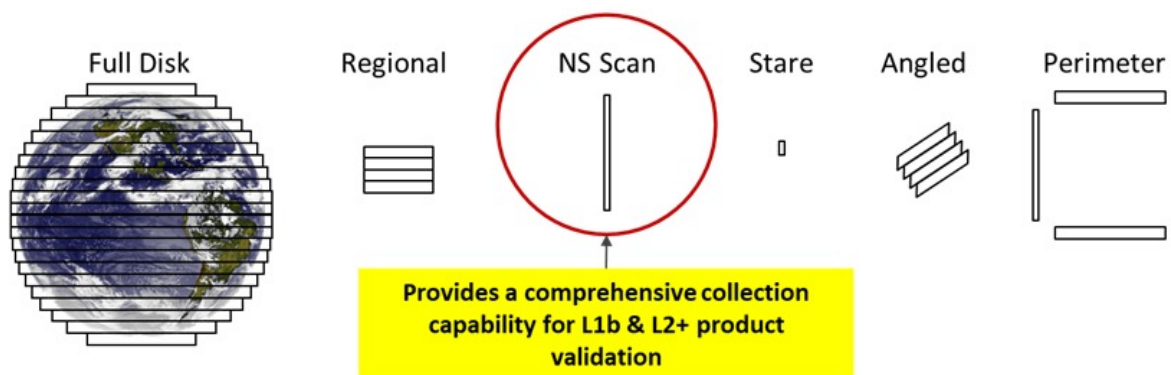 Full Disk
Regional
NS Scan
Stare
Angled
Perimeter
Provides a comprehensive collection
capability for L1b & L2+ product
validation